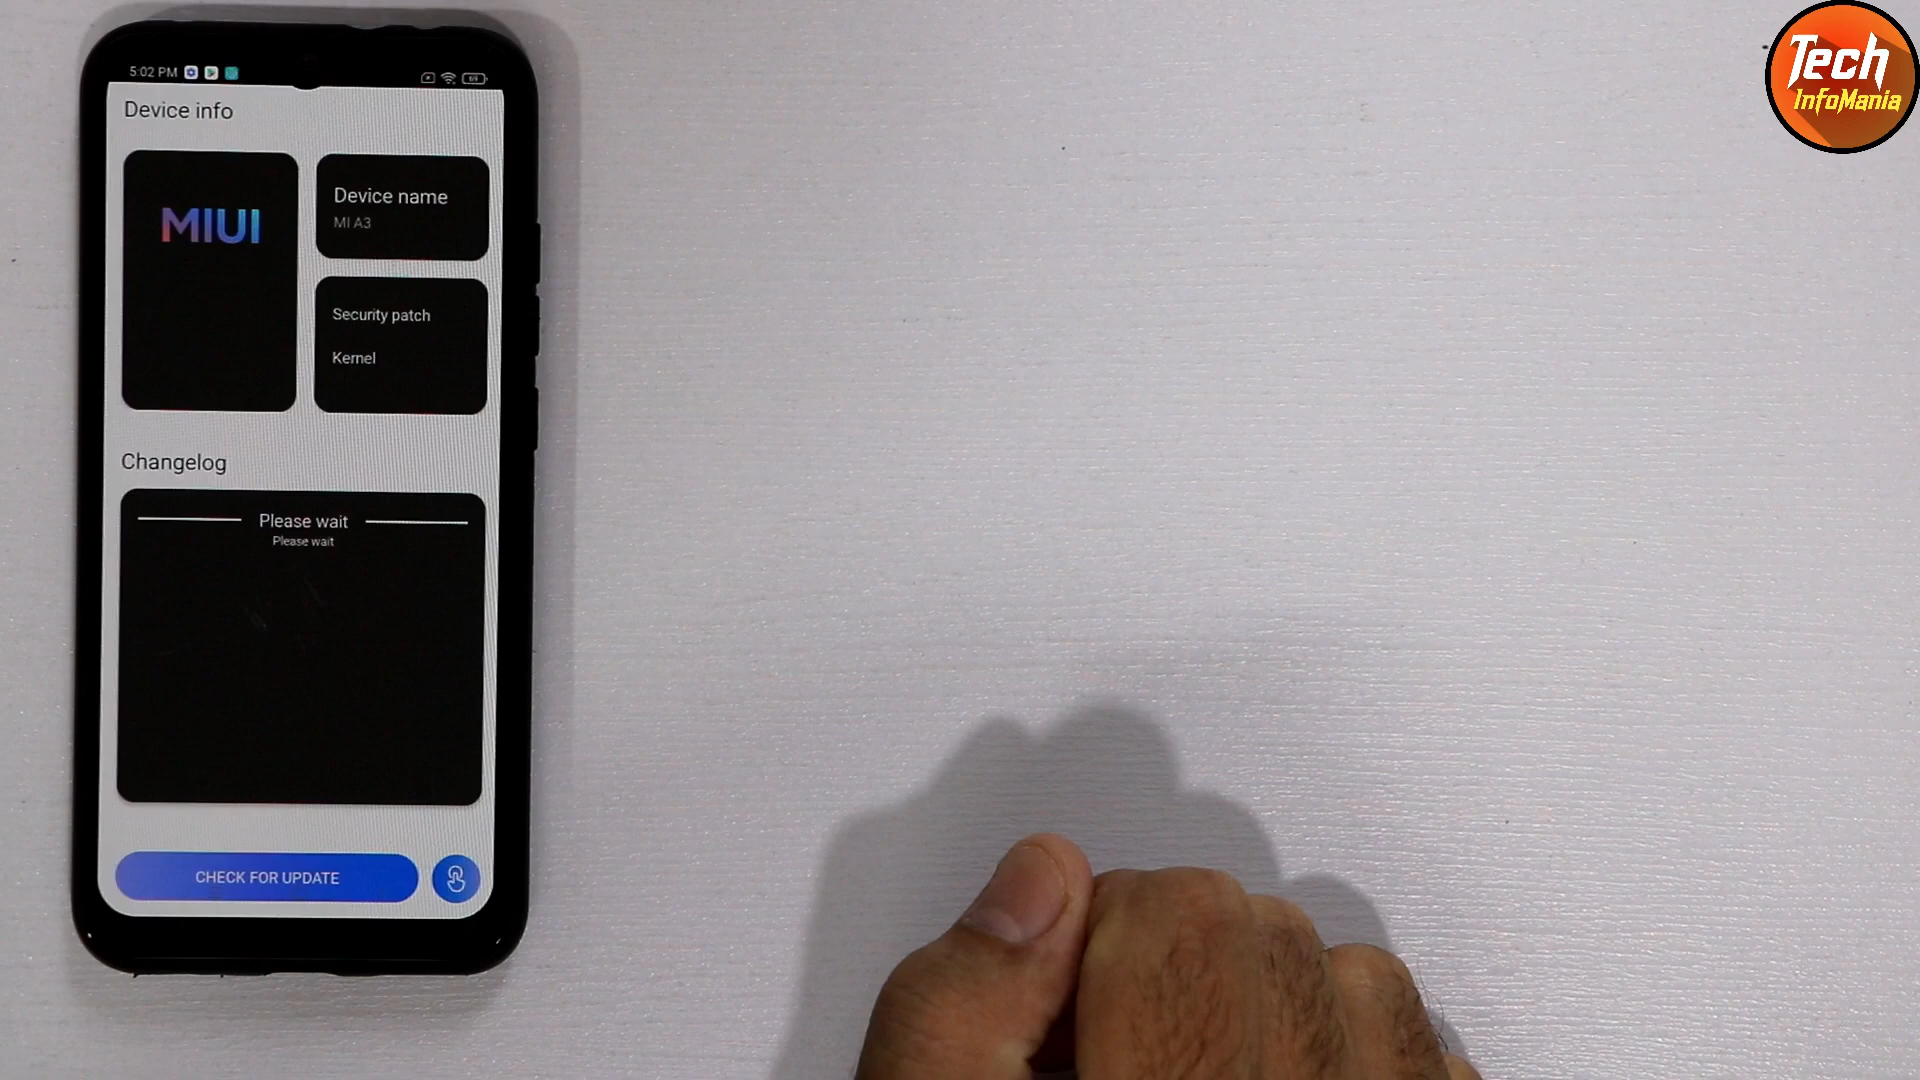 5:02 PM
69
Device info
MIUI
Device name
MI A3
Security patch
Kernel
Changelog
Please wait
Please wait
CHECK FOR UPDATE
Tech
InfoMania